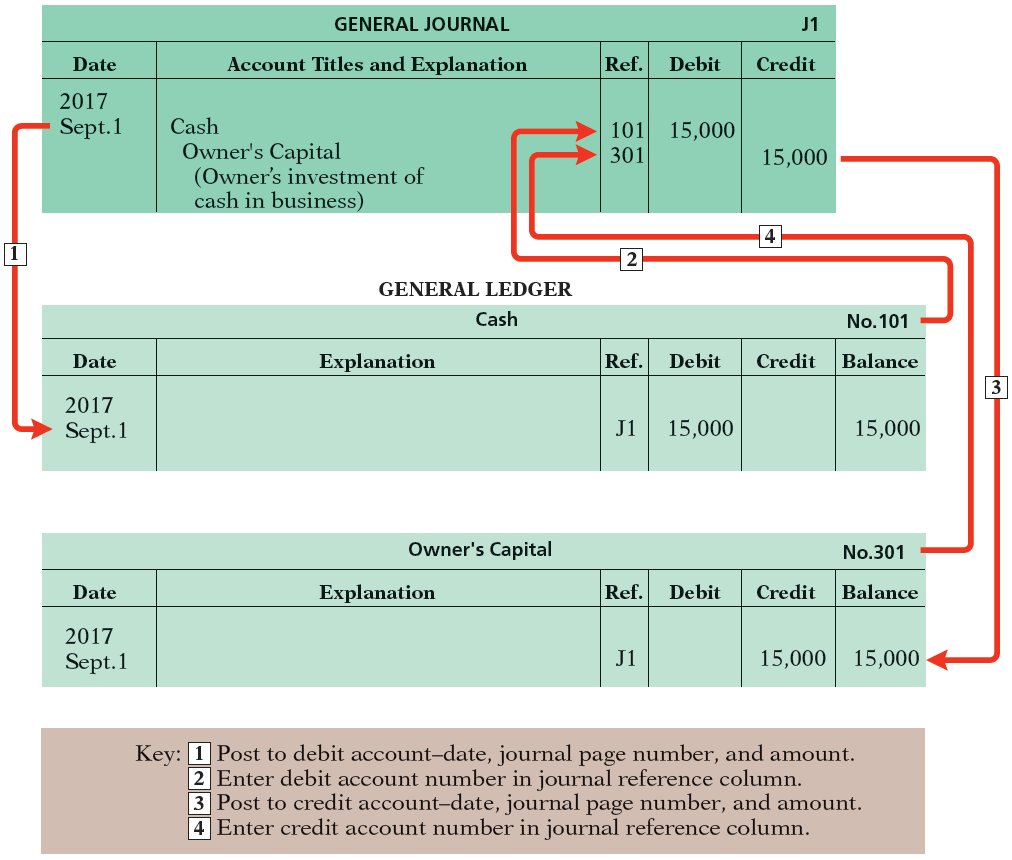 GENERAL JOURNAL J1
Date Account Titles and Explanation Ref. Debit Credit
2017
Sept.1 Cash 101 15,000
Owner's Capital 301 15,000
(Owner’s investment of
cash in business)
1
4
2
GENERAL LEDGER
Cash No.101
Date Explanation Ref. Debit Credit Balance
3
2017
Sept.1 J1 15,000 15,000
Owner's Capital No.301
Date Explanation Ref. Debit Credit Balance
2017
Sept.1 J1 15,000 15,000
Key: 1 Post to debit account–date, journal page number, and amount.
2 Enter debit account number in journal reference column.
3 Post to credit account–date, journal page number, and amount.
4 Enter credit account number in journal reference column.